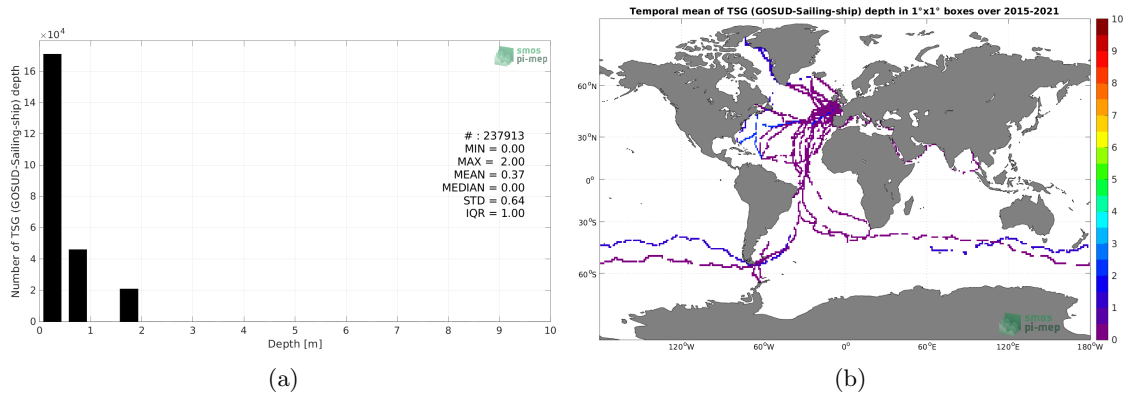 ×10⁴
smos
pi-mep
16
14
12
10
8
6
4
2
0
Number of TSG (GOSUD-Sailing-ship) depth
# : 237913
MIN = 0.00
MAX = 2.00
MEAN = 0.37
MEDIAN = 0.00
STD = 0.64
IQR = 1.00
0 1 2 3 4 5 6 7 8 9 10
Depth [m]
(a)
Temporal mean of TSG (GOSUD-Sailing-ship) depth in 1°x1° boxes over 2015-2021
60°N
30°N
0°
30°S
60°S
120°W 60°W 0° 60°E 120°E 180°W
smos
pi-mep
10
9
8
7
6
5
4
3
2
1
0
(b)